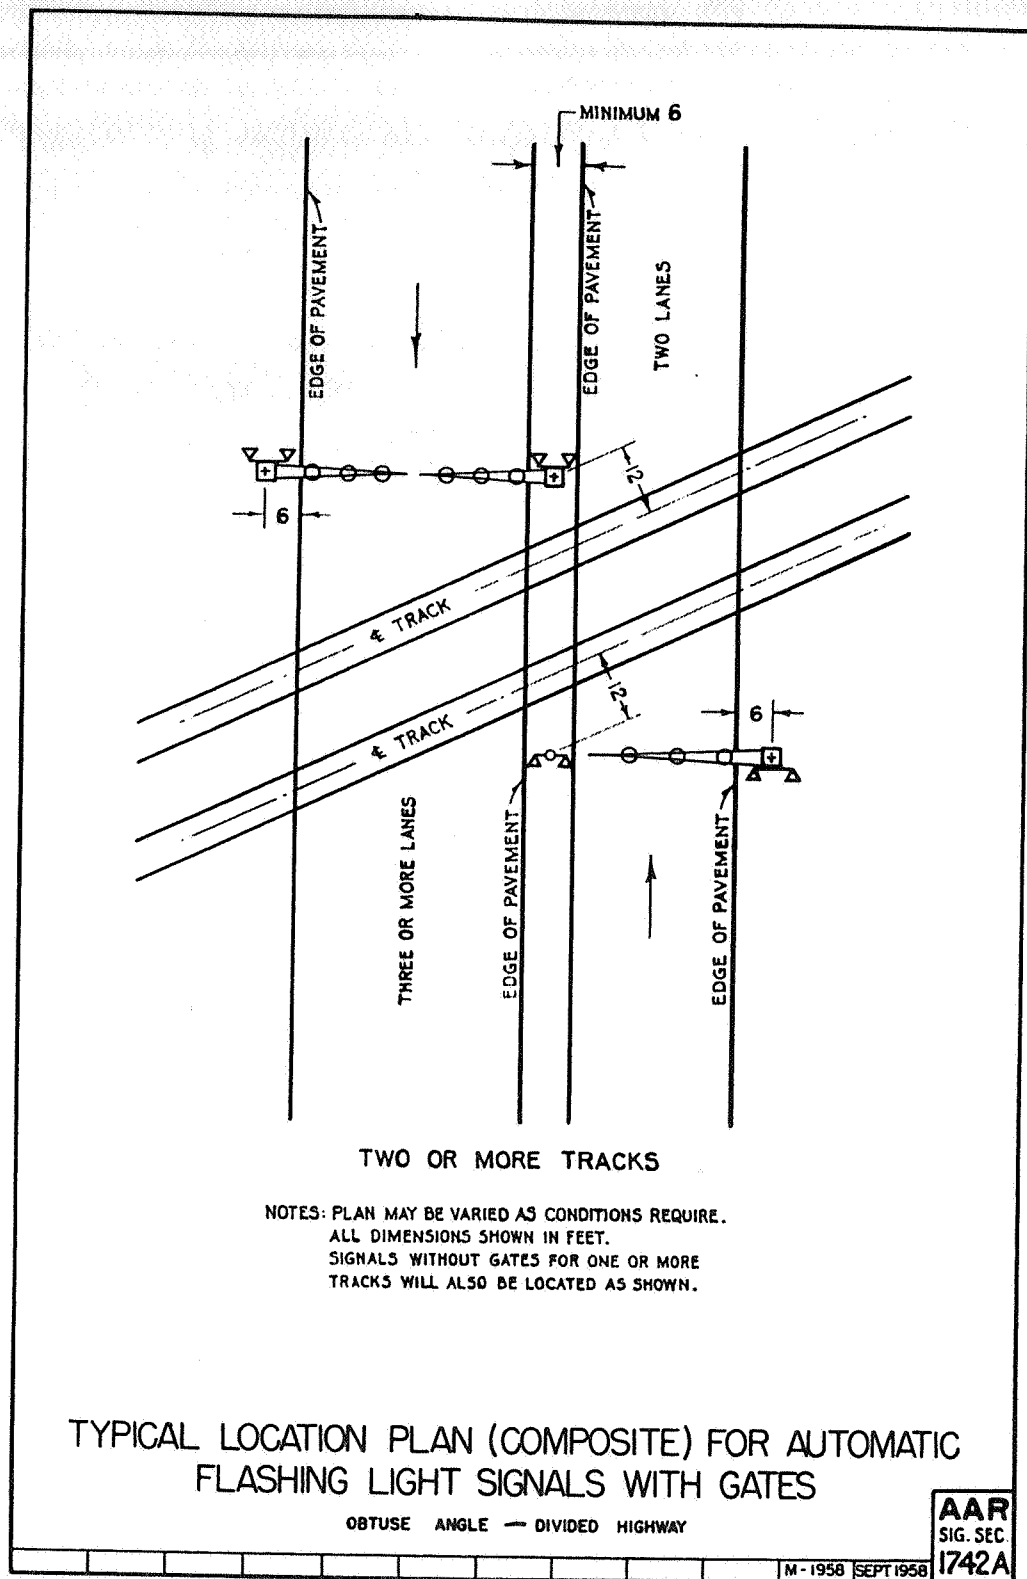 MINIMUM 6
EDGE OF PAVEMENT
EDGE OF PAVEMENT
TWO LANES
12
6
℄ TRACK
12
℄ TRACK
6
THREE OR MORE LANES
EDGE OF PAVEMENT
EDGE OF PAVEMENT
TWO OR MORE TRACKS
NOTES: PLAN MAY BE VARIED AS CONDITIONS REQUIRE.
ALL DIMENSIONS SHOWN IN FEET.
SIGNALS WITHOUT GATES FOR ONE OR MORE
TRACKS WILL ALSO BE LOCATED AS SHOWN.
TYPICAL LOCATION PLAN (COMPOSITE) FOR AUTOMATIC
FLASHING LIGHT SIGNALS WITH GATES
OBTUSE ANGLE — DIVIDED HIGHWAY
AAR
SIG. SEC.
1742A
M-1958 SEPT 1958